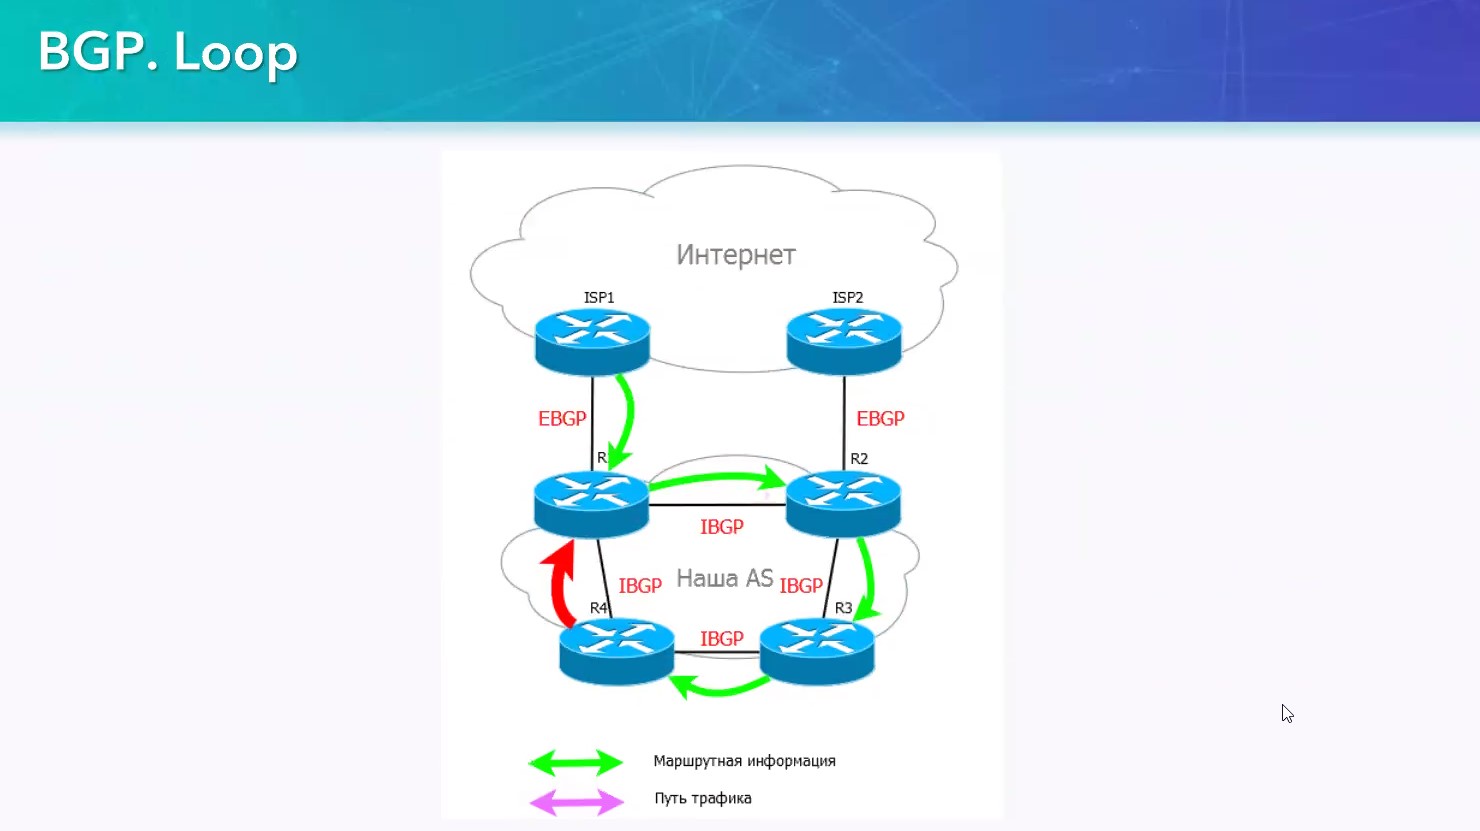 BGP. Loop
Интернет
ISP1
ISP2
EBGP
EBGP
R
R2
IBGP
IBGP
Наша AS
IBGP
R4
R3
IBGP
Маршрутная информация
Путь трафика